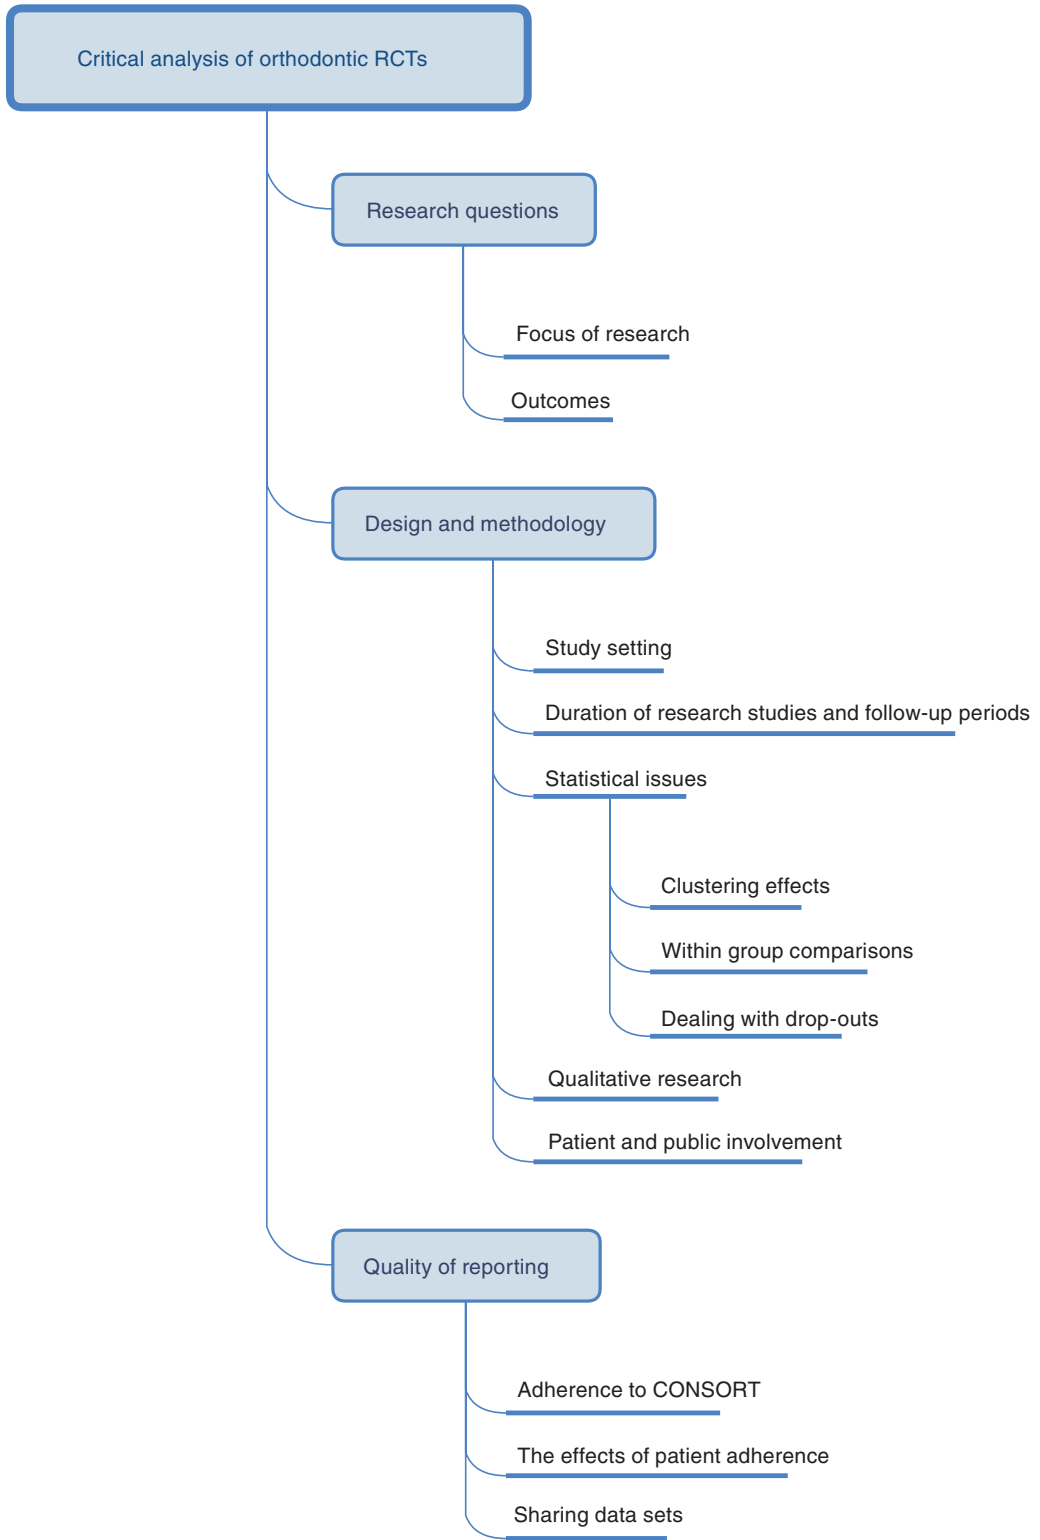 Critical analysis of orthodontic RCTs
Research questions
Focus of research
Outcomes
Design and methodology
Study setting
Duration of research studies and follow-up periods
Statistical issues
Clustering effects
Within group comparisons
Dealing with drop-outs
Qualitative research
Patient and public involvement
Quality of reporting
Adherence to CONSORT
The effects of patient adherence
Sharing data sets